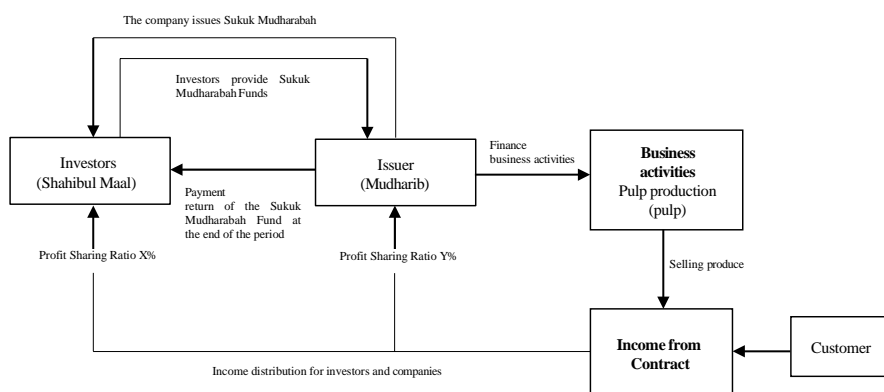 The company issues Sukuk Mudharabah
Investors provide Sukuk
Mudharabah Funds
Investors
(Shahibul Maal)
Issuer
(Mudharib)
Finance
business activities
Business
activities
Pulp production
(pulp)
Payment
return of the Sukuk
Mudharabah Fund at
the end of the period
Profit Sharing Ratio X%
Profit Sharing Ratio Y%
Selling produce
Income from
Contract
Customer
Income distribution for investors and companies